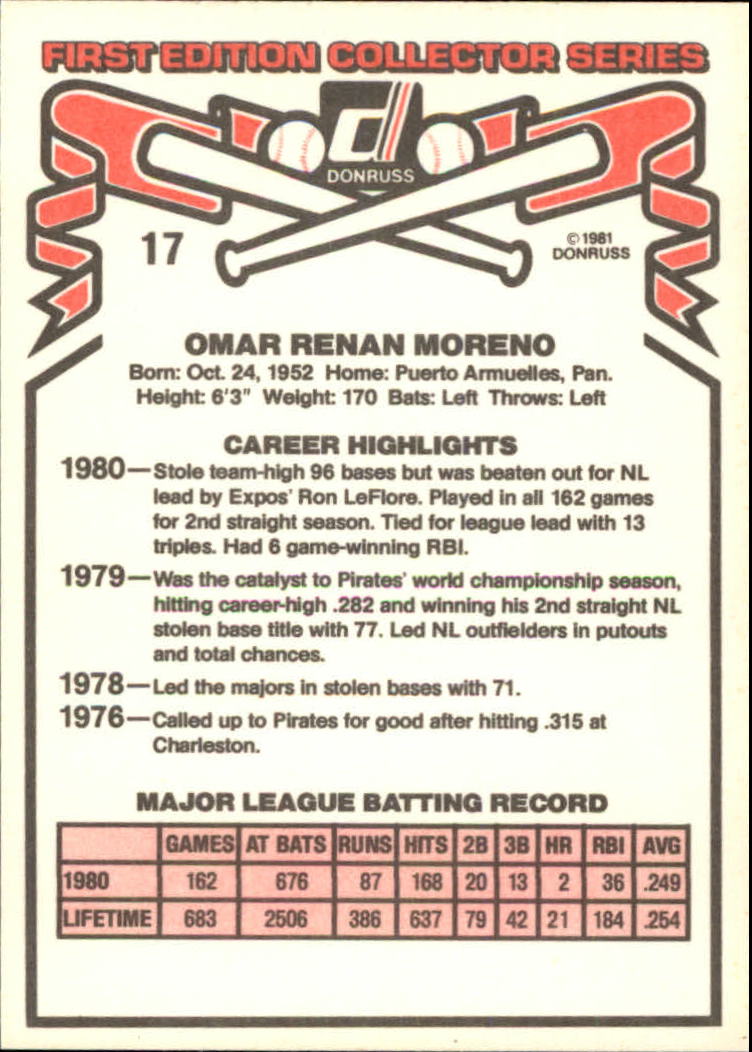 FIRST EDITION COLLECTOR SERIES
d
DONRUSS
17
© 1981
DONRUSS
OMAR RENAN MORENO
Born: Oct. 24, 1952 Home: Puerto Armuelles, Pan.
Height: 6'3" Weight: 170 Bats: Left Throws: Left
CAREER HIGHLIGHTS
1980—Stole team-high 96 bases but was beaten out for NL
lead by Expos' Ron LeFlore. Played in all 162 games
for 2nd straight season. Tied for league lead with 13
triples. Had 6 game-winning RBI.
1979—Was the catalyst to Pirates' world championship season,
hitting career-high .282 and winning his 2nd straight NL
stolen base title with 77. Led NL outfielders in putouts
and total chances.
1978—Led the majors in stolen bases with 71.
1976—Called up to Pirates for good after hitting .315 at
Charleston.
MAJOR LEAGUE BATTING RECORD
GAMES AT BATS RUNS HITS 2B 3B HR RBI AVG
1980 162 676 87 168 20 13 2 36 .249
LIFETIME 683 2506 386 637 79 42 21 184 .254